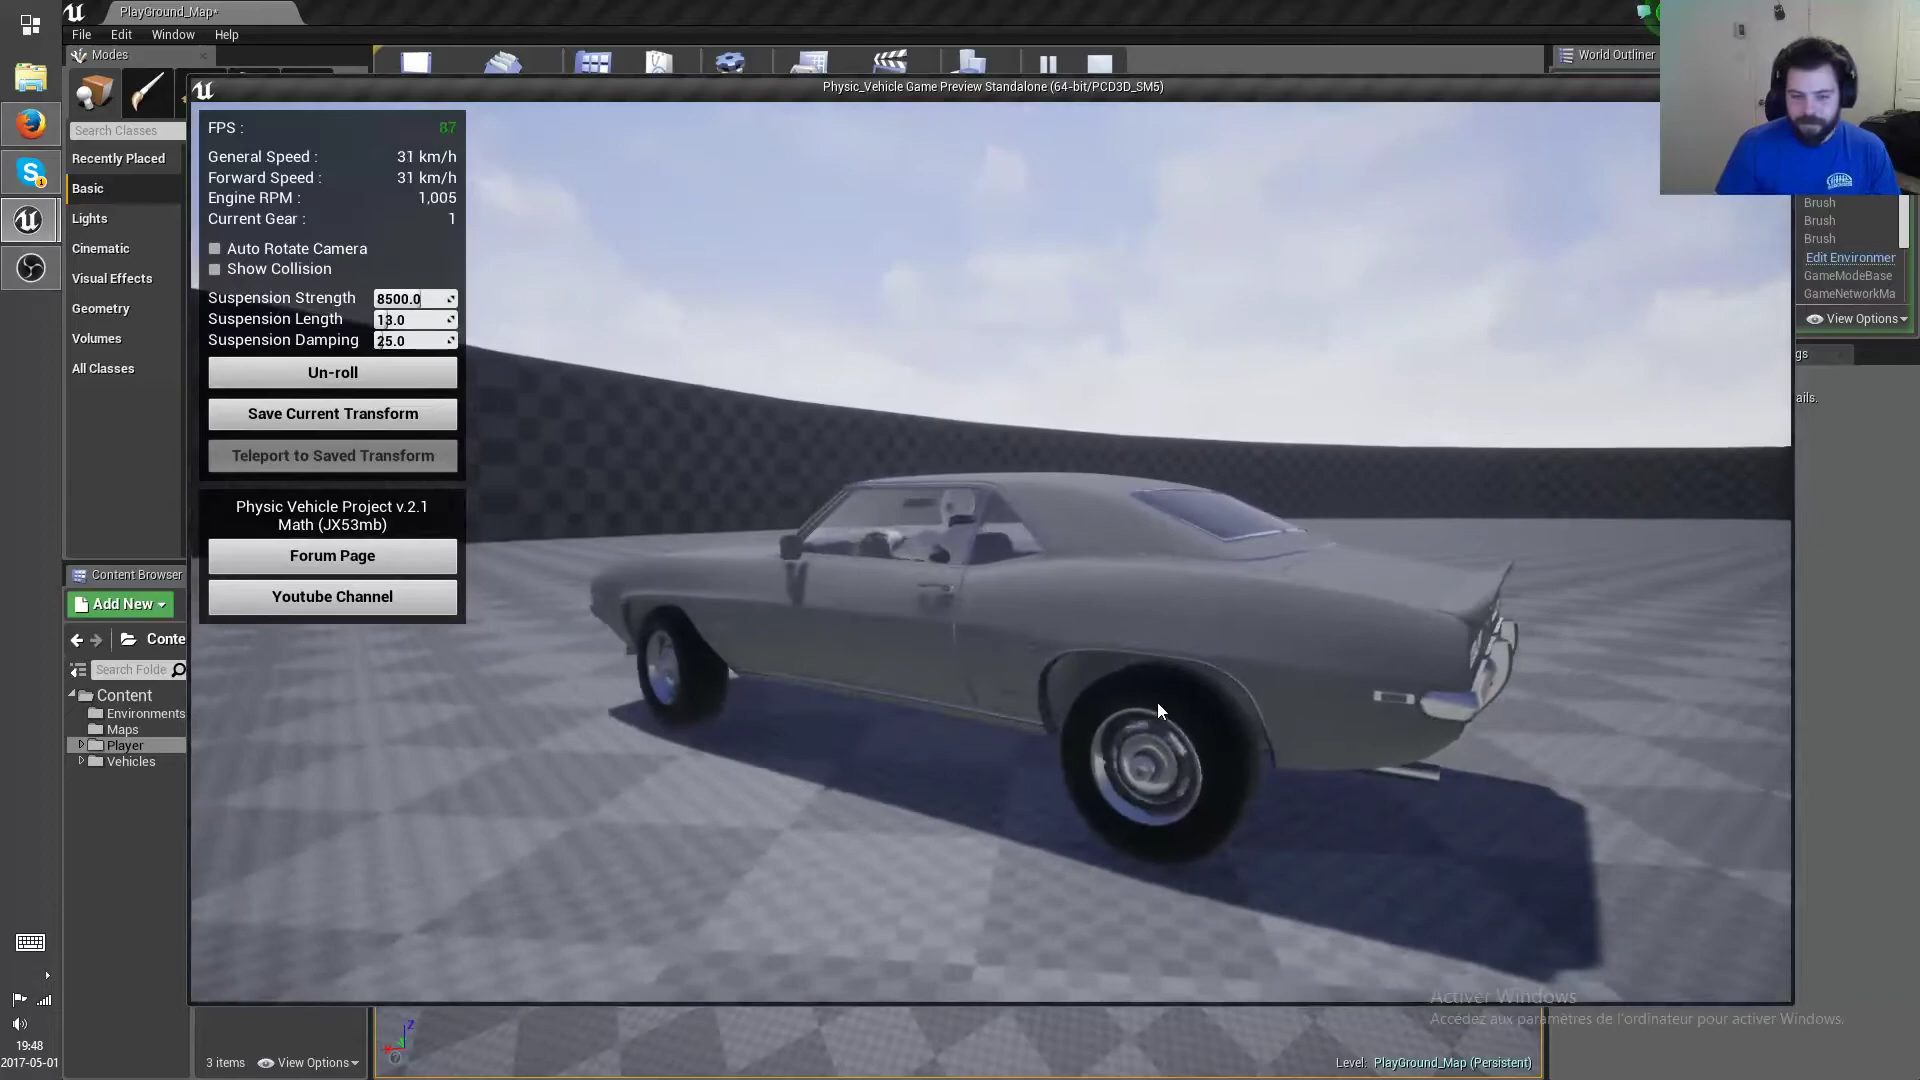 PlayGround_Map*
File Edit Window Help
Modes
World Outliner
Physic_Vehicle Game Preview Standalone (64-bit/PCD3D_SM5)
Search Classes
Recently Placed
Basic
Lights
Cinematic
Visual Effects
Geometry
Volumes
All Classes
FPS : 87
General Speed : 31 km/h
Forward Speed : 31 km/h
Engine RPM : 1,005
Current Gear : 1
Auto Rotate Camera
Show Collision
Suspension Strength 8500.0
Suspension Length 13.0
Suspension Damping 25.0
Un-roll
Save Current Transform
Teleport to Saved Transform
Physic Vehicle Project v.2.1
Math (JX53mb)
Forum Page
Youtube Channel
Brush
Brush
Brush
Edit Environmer
GameModeBase
GameNetworkMa
View Options
gs
ails.
Content Browser
Add New
Conte
Search Folde
Content
Environments
Maps
Player
Vehicles
3 items View Options
Z
Activer Windows
Accédez aux paramètres de l'ordinateur pour activer Windows.
Level: PlayGround_Map (Persistent)
19:48
2017-05-01